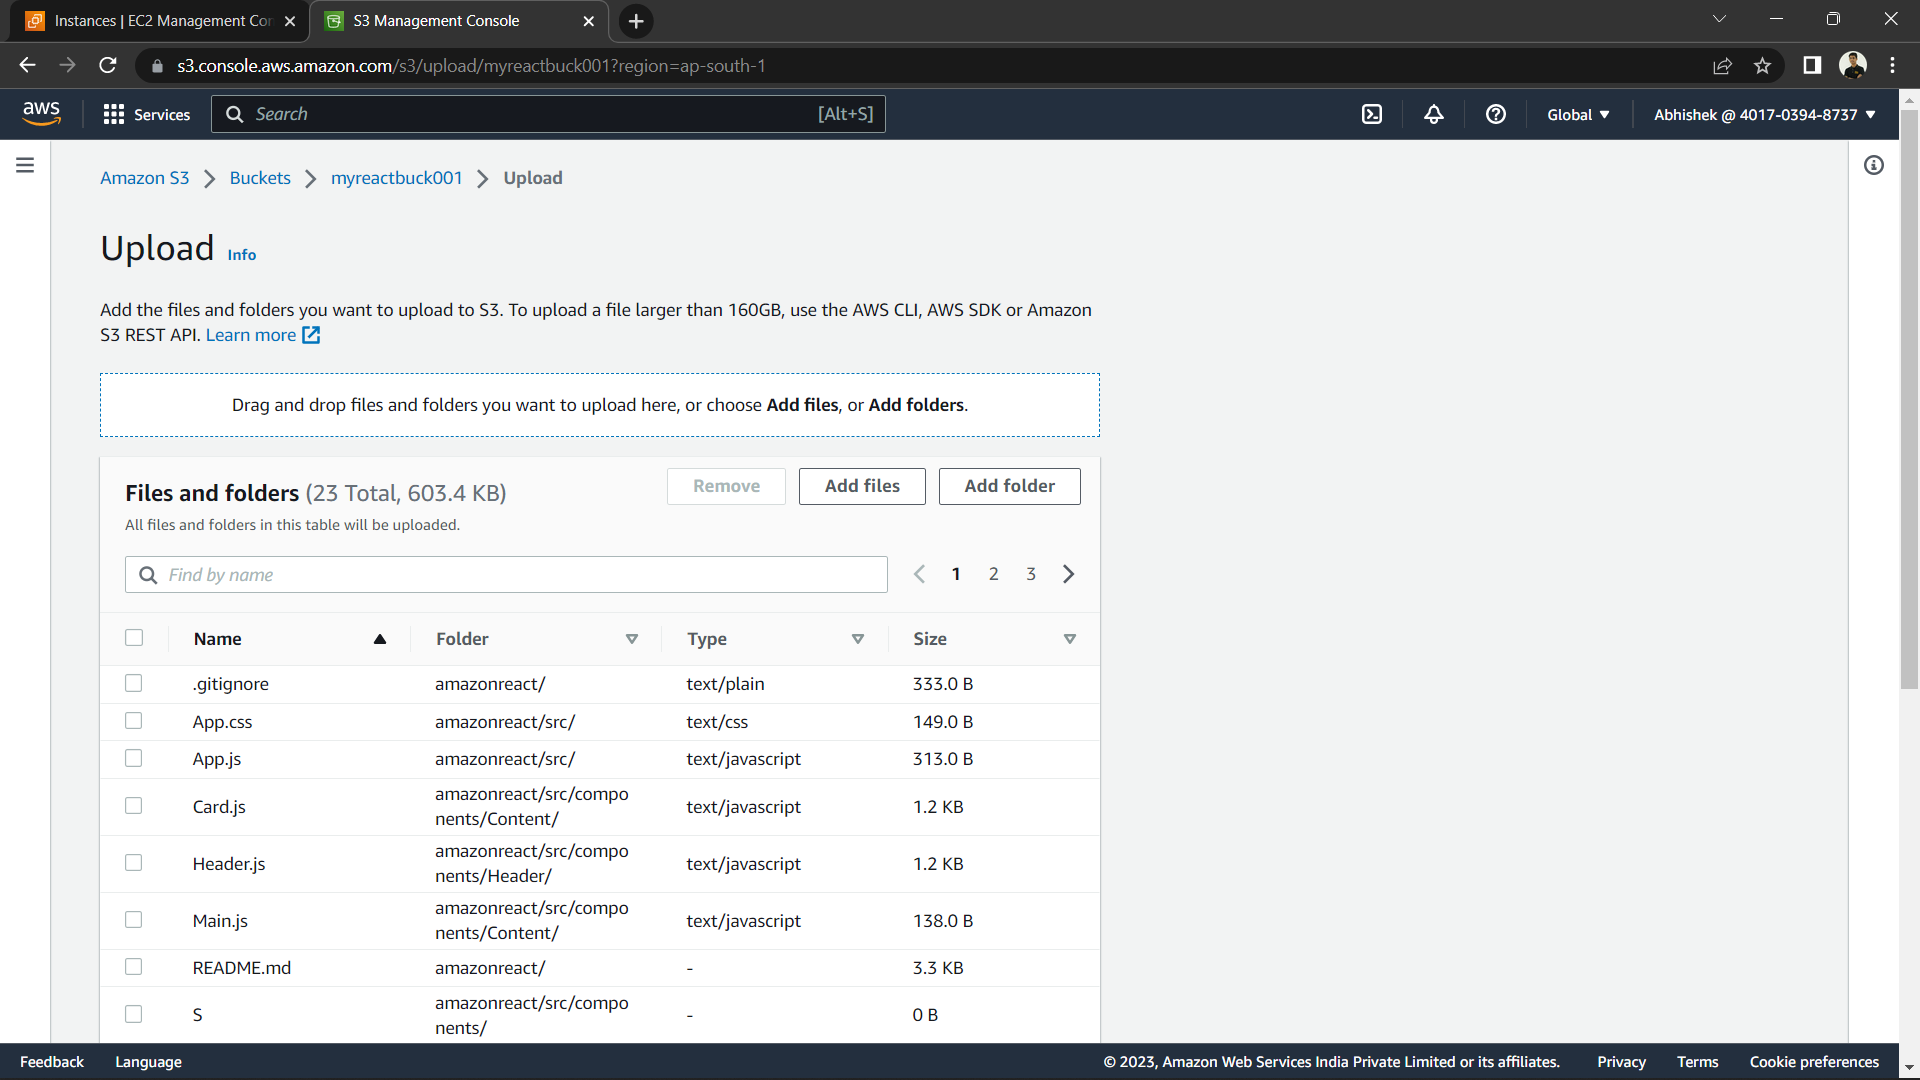 Instances | EC2 Management Con
S3 Management Console
s3.console.aws.amazon.com/s3/upload/myreactbuck001?region=ap-south-1
aws
Services
Search
[Alt+S]
Global
Abhishek @ 4017-0394-8737
Amazon S3
Buckets
myreactbuck001
Upload
Upload
Info
Add the files and folders you want to upload to S3. To upload a file larger than 160GB, use the AWS CLI, AWS SDK or Amazon
S3 REST API. Learn more
Drag and drop files and folders you want to upload here, or choose Add files, or Add folders.
Files and folders (23 Total, 603.4 KB)
Remove
Add files
Add folder
All files and folders in this table will be uploaded.
Find by name
1 2 3
Name Folder Type Size
.gitignore amazonreact/ text/plain 333.0 B
App.css amazonreact/src/ text/css 149.0 B
App.js amazonreact/src/ text/javascript 313.0 B
Card.js amazonreact/src/compo
nents/Content/ text/javascript 1.2 KB
Header.js amazonreact/src/compo
nents/Header/ text/javascript 1.2 KB
Main.js amazonreact/src/compo
nents/Content/ text/javascript 138.0 B
README.md amazonreact/ - 3.3 KB
S amazonreact/src/compo
nents/ - 0 B
Feedback
Language
© 2023, Amazon Web Services India Private Limited or its affiliates.
Privacy
Terms
Cookie preferences